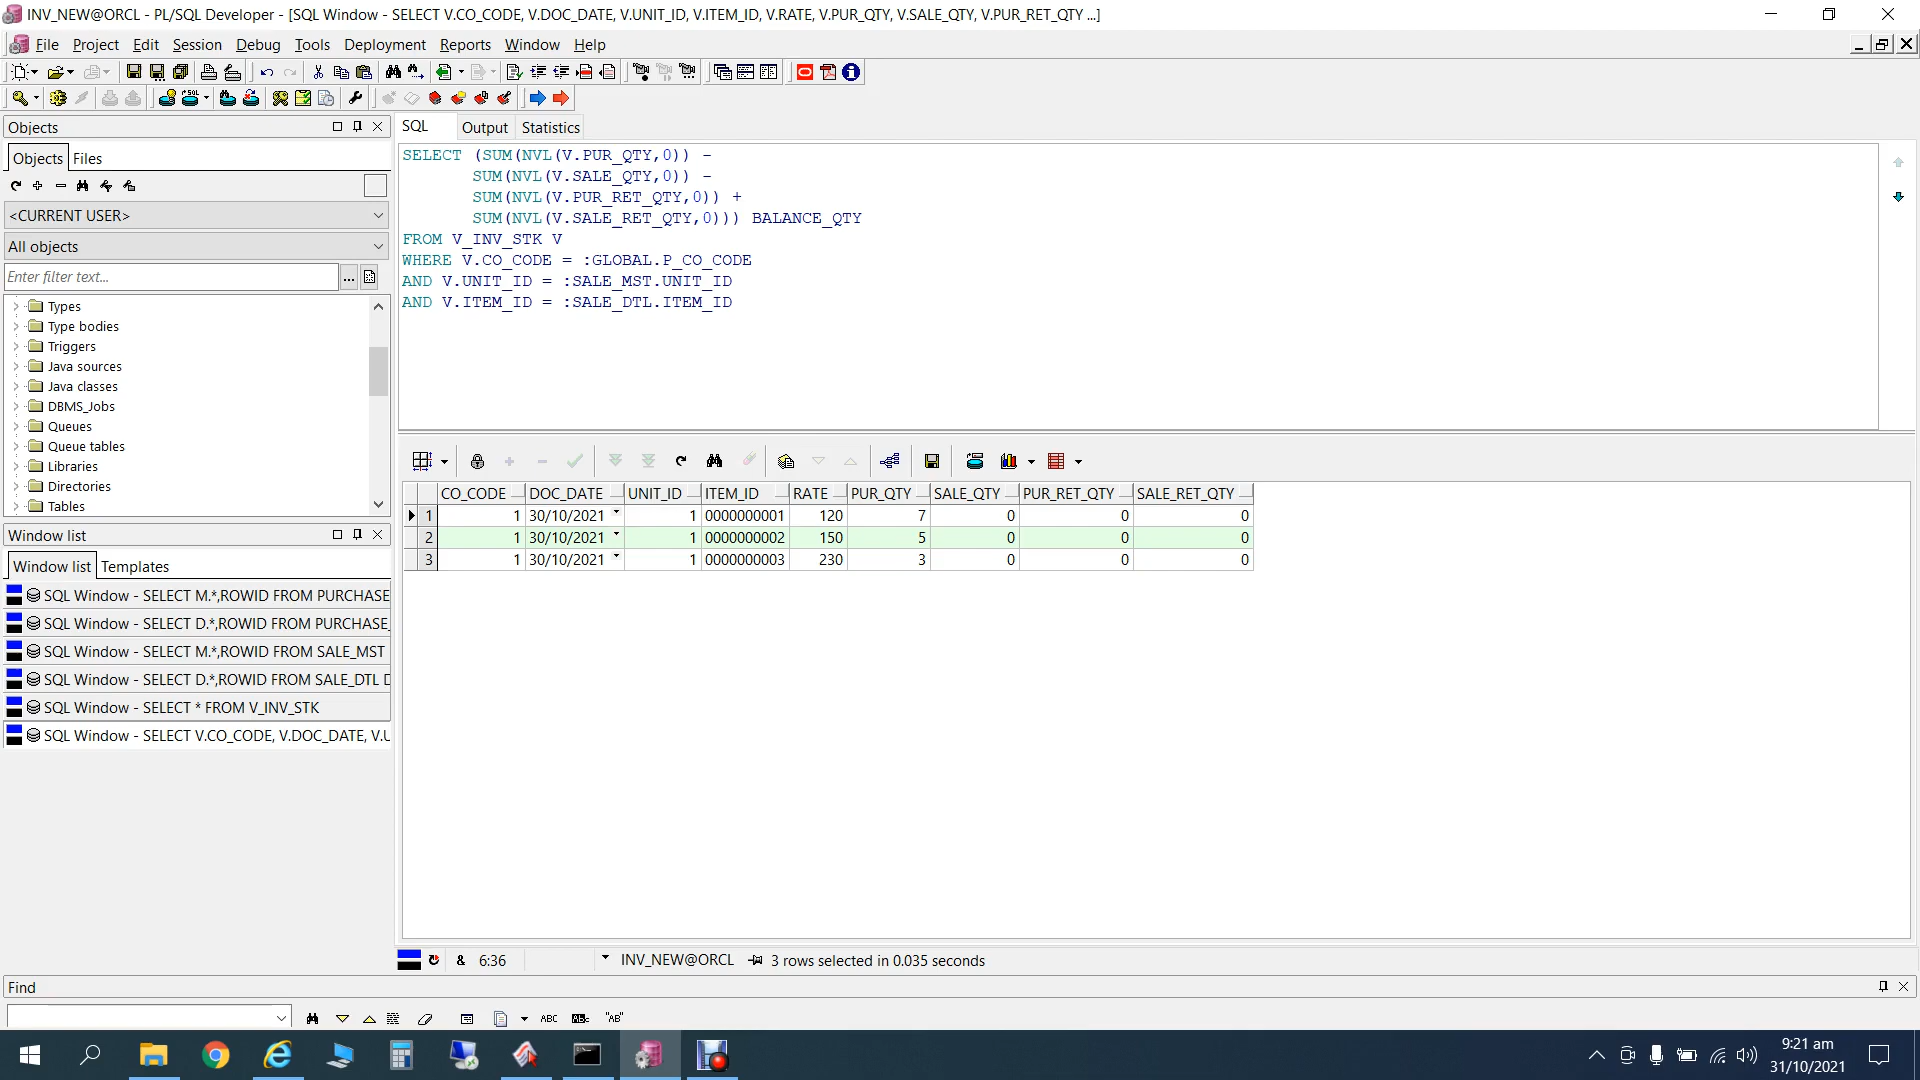 INV_NEW@ORCL - PL/SQL Developer - [SQL Window - SELECT V.CO_CODE, V.DOC_DATE, V.UNIT_ID, V.ITEM_ID, V.RATE, V.PUR_QTY, V.SALE_QTY, V.PUR_RET_QTY ...]
File Project Edit Session Debug Tools Deployment Reports Window Help
Objects
SQL Output Statistics
Objects Files
<CURRENT USER>
All objects
Enter filter text...
Types
Type bodies
Triggers
Java sources
Java classes
DBMS_Jobs
Queues
Queue tables
Libraries
Directories
Tables
SELECT (SUM(NVL(V.PUR_QTY,0)) -
SUM(NVL(V.SALE_QTY,0)) -
SUM(NVL(V.PUR_RET_QTY,0)) +
SUM(NVL(V.SALE_RET_QTY,0))) BALANCE_QTY
FROM V_INV_STK V
WHERE V.CO_CODE = :GLOBAL.P_CO_CODE
AND V.UNIT_ID = :SALE_MST.UNIT_ID
AND V.ITEM_ID = :SALE_DTL.ITEM_ID
Window list
Window list Templates
SQL Window - SELECT M.*,ROWID FROM PURCHASE
SQL Window - SELECT D.*,ROWID FROM PURCHASE_
SQL Window - SELECT M.*,ROWID FROM SALE_MST
SQL Window - SELECT D.*,ROWID FROM SALE_DTL D
SQL Window - SELECT * FROM V_INV_STK
SQL Window - SELECT V.CO_CODE, V.DOC_DATE, V.U
CO_CODE DOC_DATE UNIT_ID ITEM_ID RATE PUR_QTY SALE_QTY PUR_RET_QTY SALE_RET_QTY
1 1 30/10/2021 1 0000000001 120 7 0 0 0
2 1 30/10/2021 1 0000000002 150 5 0 0 0
3 1 30/10/2021 1 0000000003 230 3 0 0 0
& 6:36 INV_NEW@ORCL 3 rows selected in 0.035 seconds
Find
ABC "AB"
9:21 am
31/10/2021